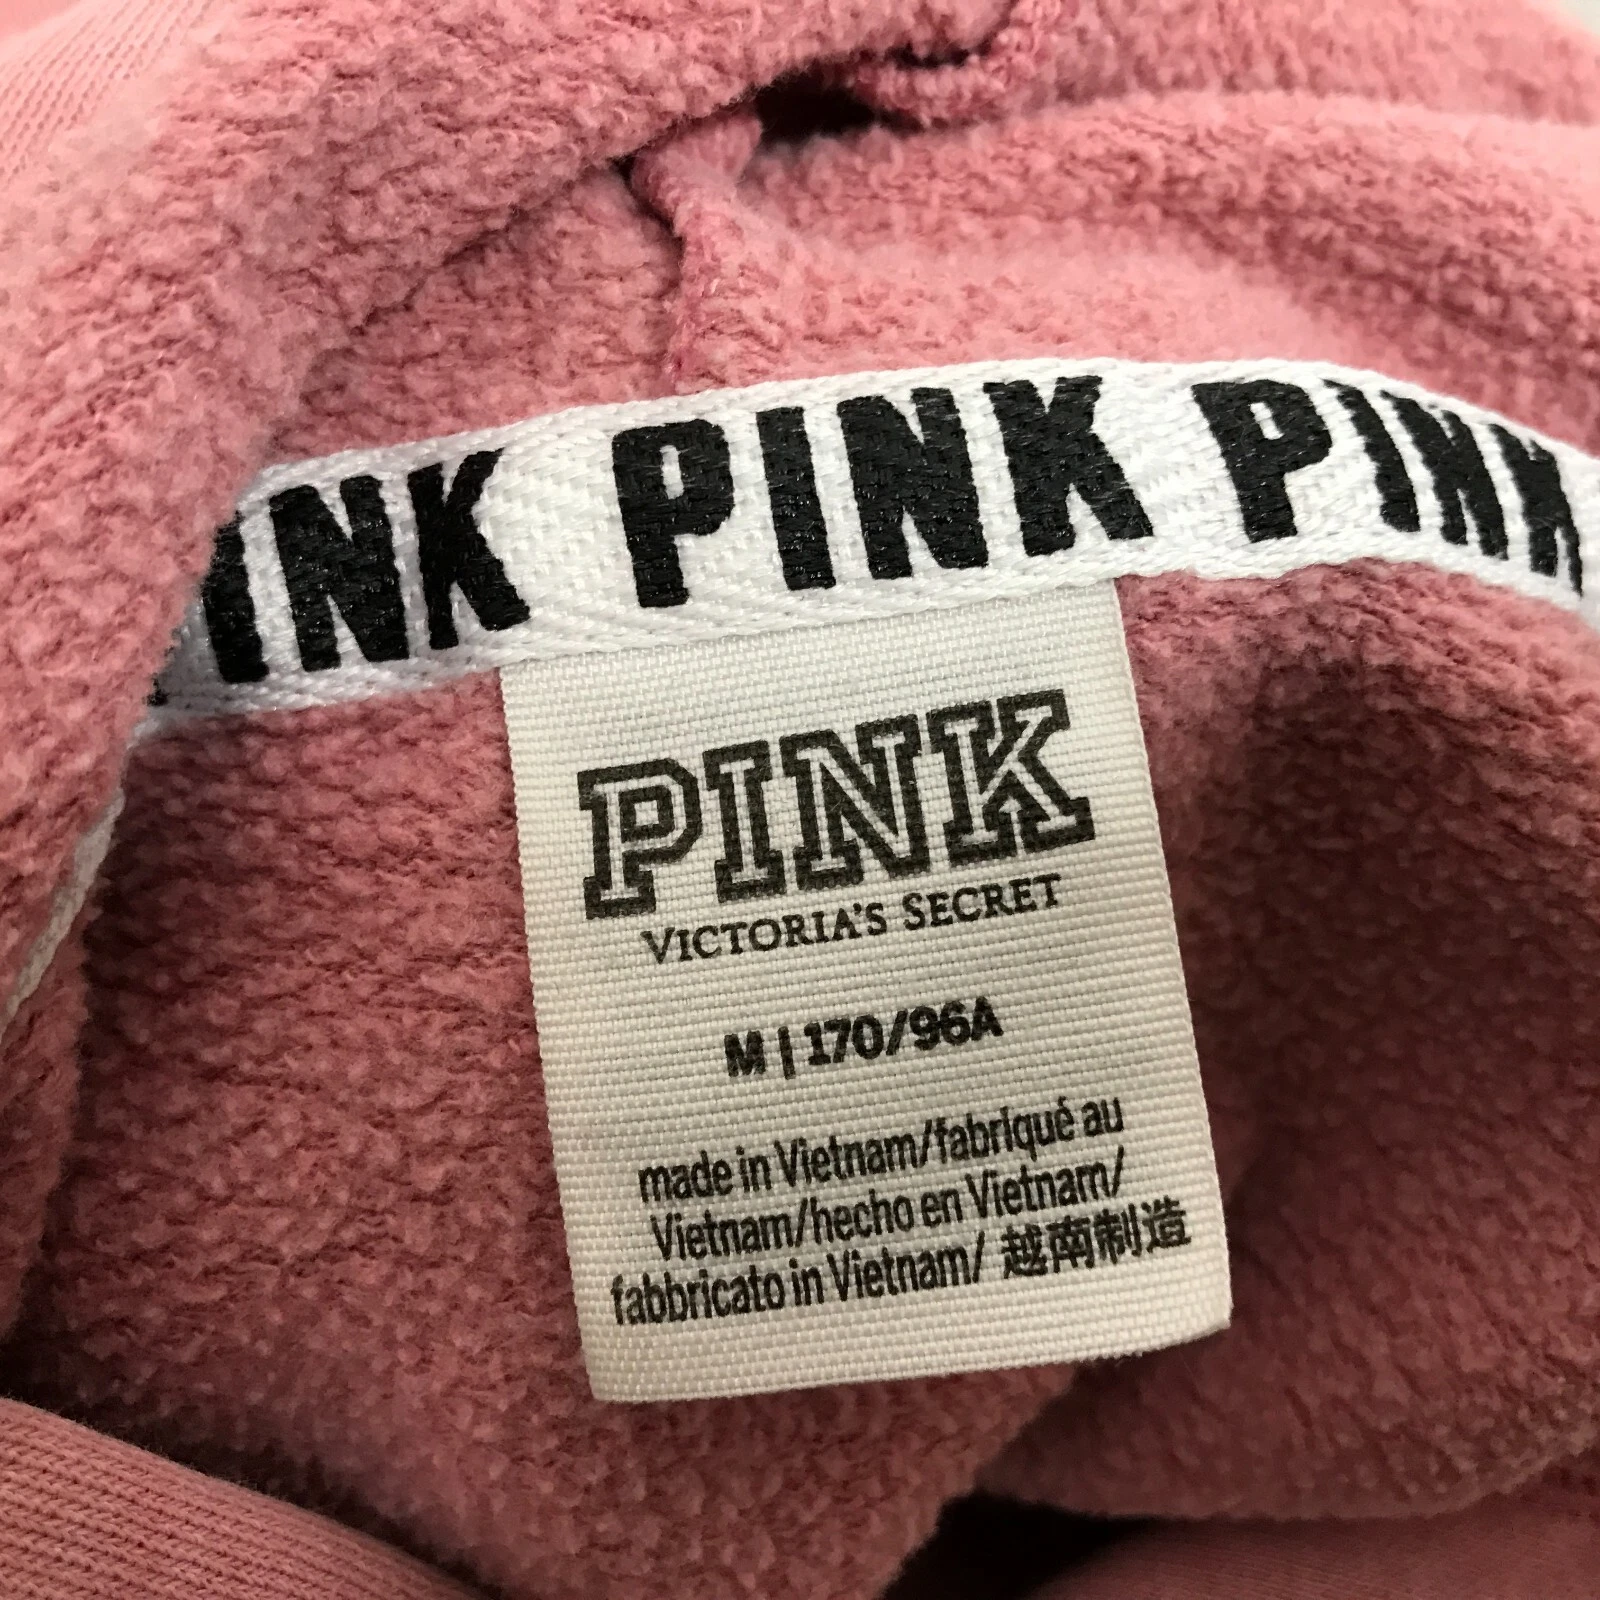 PINK PINK PINK
PINK
VICTORIA'S SECRET
M | 170/96A
made in Vietnam/fabriqué au
Vietnam/hecho en Vietnam/
fabbricato in Vietnam/ 越南制造